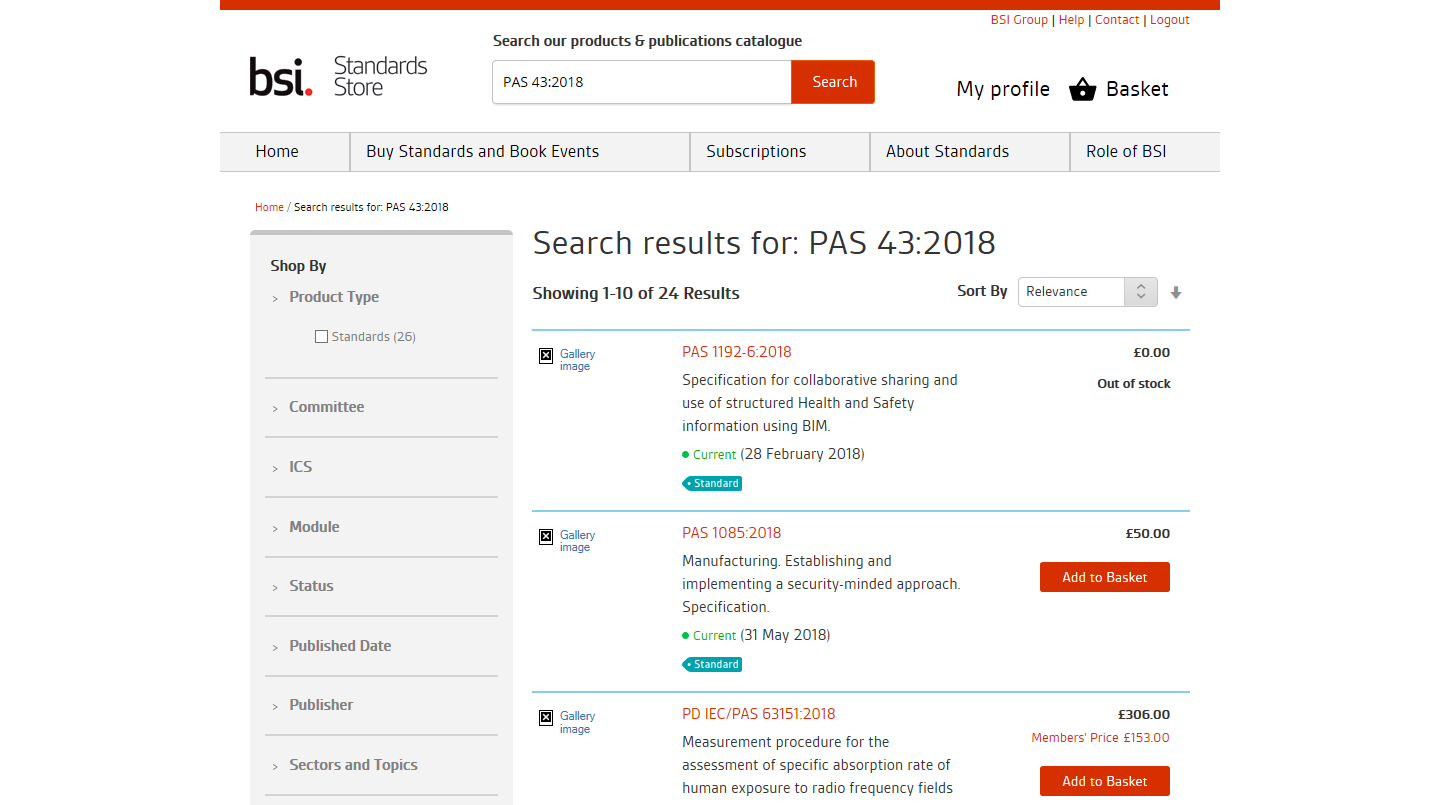 BSI Group | Help | Contact | Logout
Search our products & publications catalogue
bsi. Standards
Store
PAS 43:2018
Search
My profile
Basket
Home
Buy Standards and Book Events
Subscriptions
About Standards
Role of BSI
Home / Search results for: PAS 43:2018
Shop By
Product Type
Standards (26)
Committee
ICS
Module
Status
Published Date
Publisher
Sectors and Topics
Search results for: PAS 43:2018
Showing 1-10 of 24 Results
Sort By
Relevance
Gallery
image
PAS 1192-6:2018
Specification for collaborative sharing and
use of structured Health and Safety
information using BIM.
Current (28 February 2018)
Standard
£0.00
Out of stock
Gallery
image
PAS 1085:2018
Manufacturing. Establishing and
implementing a security-minded approach.
Specification.
Current (31 May 2018)
Standard
£50.00
Add to Basket
Gallery
image
PD IEC/PAS 63151:2018
Measurement procedure for the
assessment of specific absorption rate of
human exposure to radio frequency fields
£306.00
Members' Price £153.00
Add to Basket